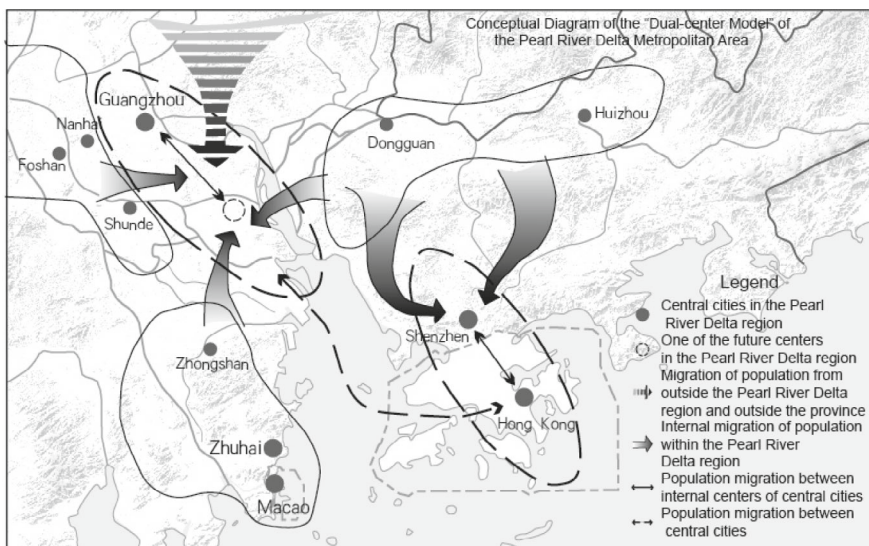 Conceptual Diagram of the "Dual-center Model" of
the Pearl River Delta Metropolitan Area
Guangzhou
Nanhai
Foshan
Shunde
Dongguan
Huizhou
Zhongshan
Zhuhai
Macao
Shenzhen
Hong Kong
Legend
Central cities in the Pearl
River Delta region
One of the future centers
in the Pearl River Delta region
Migration of population from
outside the Pearl River Delta
region and outside the province
Internal migration of population
within the Pearl River
Delta region
Population migration between
internal centers of central cities
Population migration between
central cities